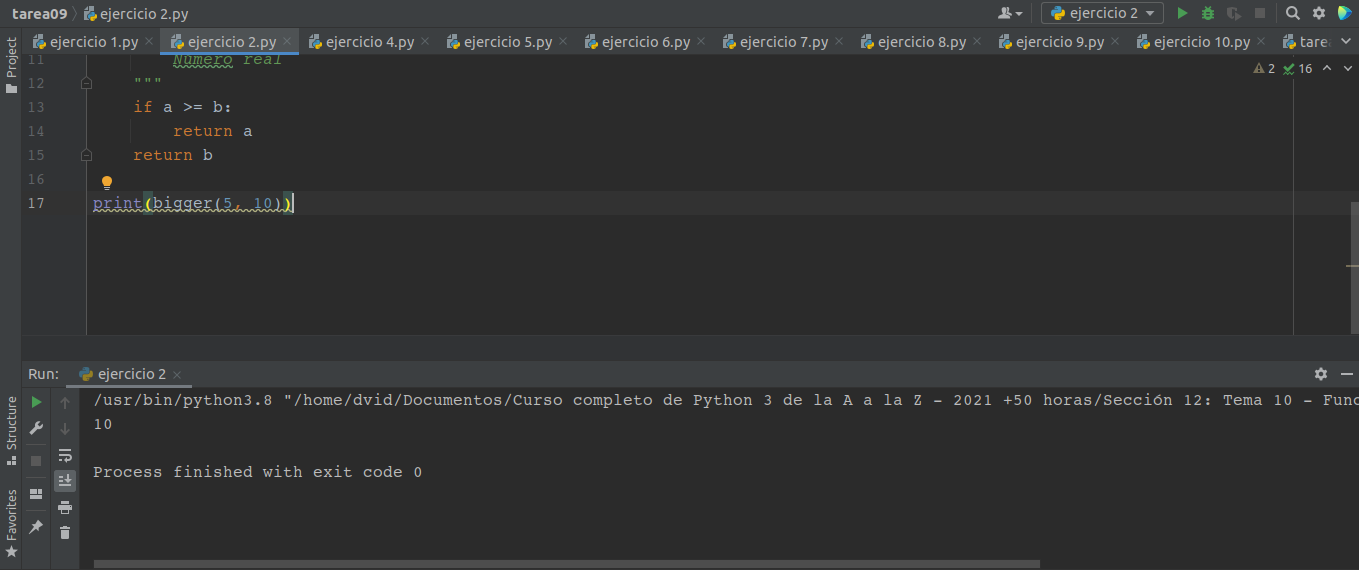 tarea09 ejercicio 2.py ejercicio 2
ejercicio 1.py ejercicio 2.py ejercicio 4.py ejercicio 5.py ejercicio 6.py ejercicio 7.py ejercicio 8.py ejercicio 9.py ejercicio 10.py tarea
Project
11 Número real
2 16
12 """
13 if a >= b:
14 return a
15 return b
16
17 print(bigger(5, 10))
Run: ejercicio 2
/usr/bin/python3.8 "/home/dvid/Documentos/Curso completo de Python 3 de la A a la Z - 2021 +50 horas/Sección 12: Tema 10 - Func
10
Process finished with exit code 0
Structure
Favorites